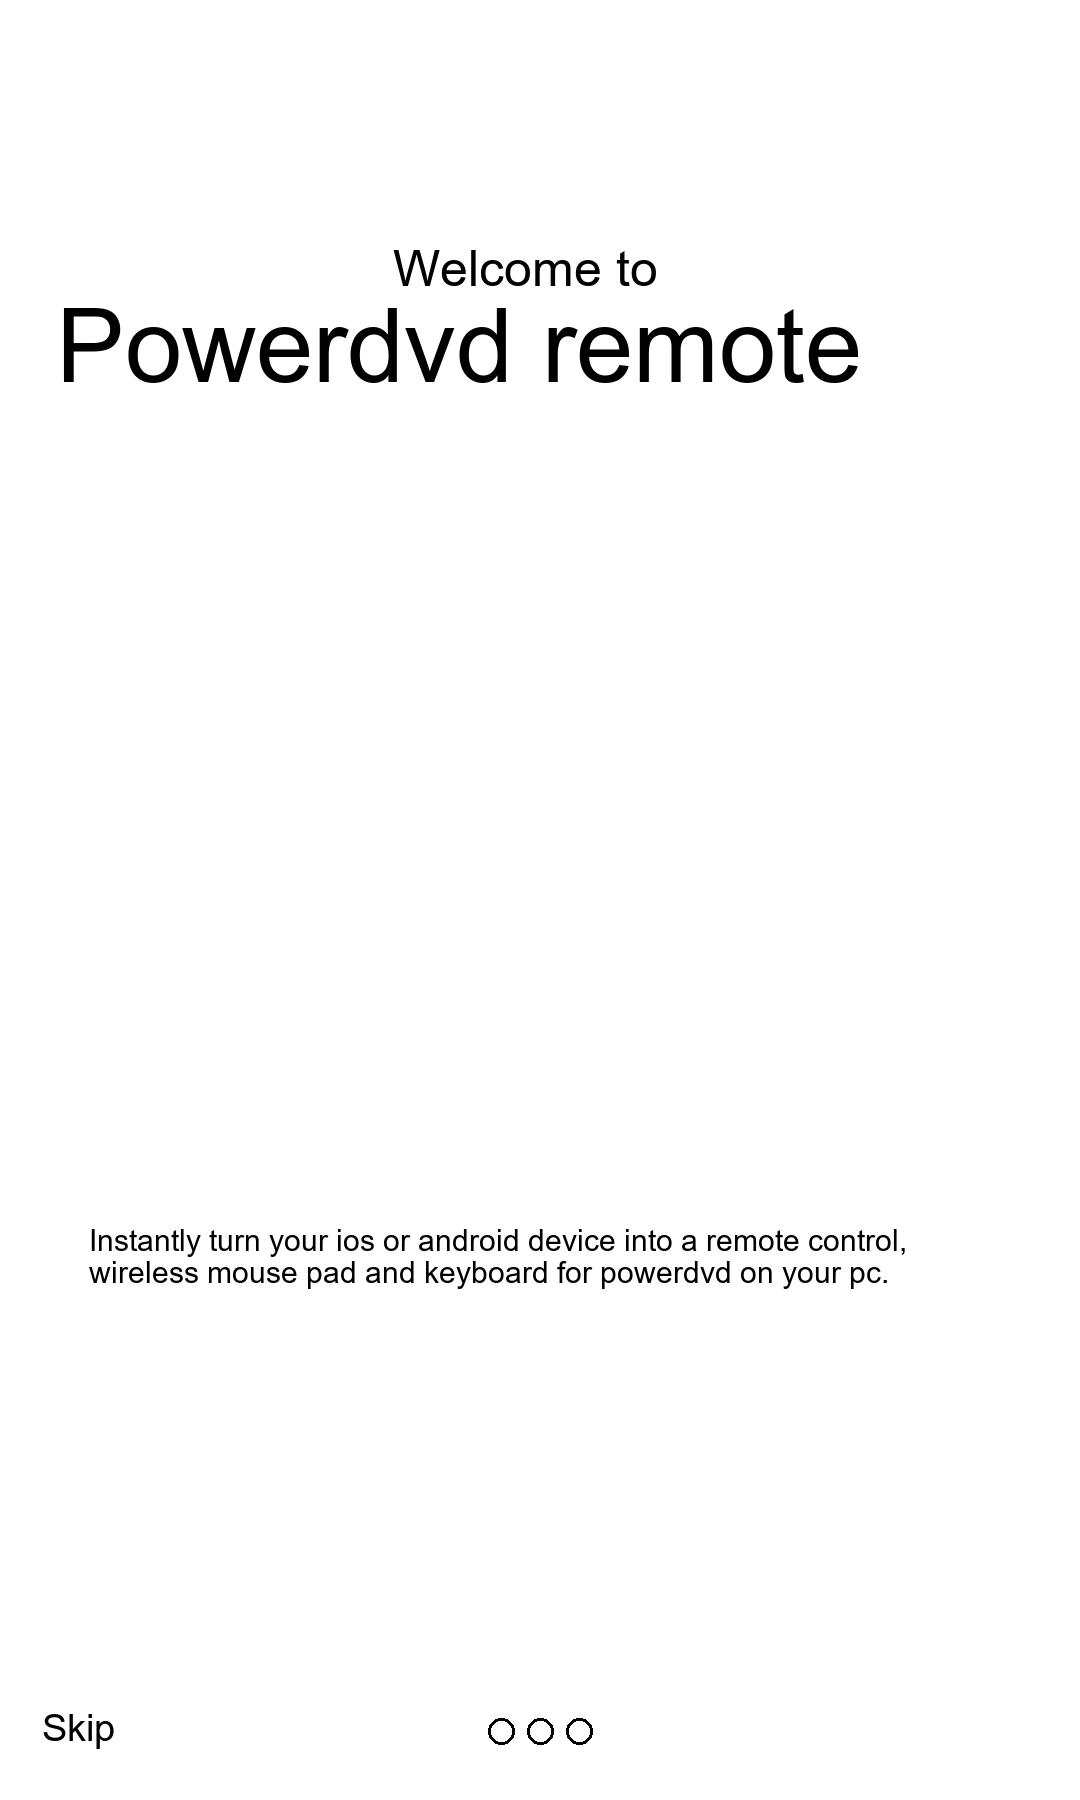 Welcome to
Powerdvd remote
Instantly turn your ios or android device into a remote control,
wireless mouse pad and keyboard for powerdvd on your pc.
Skip